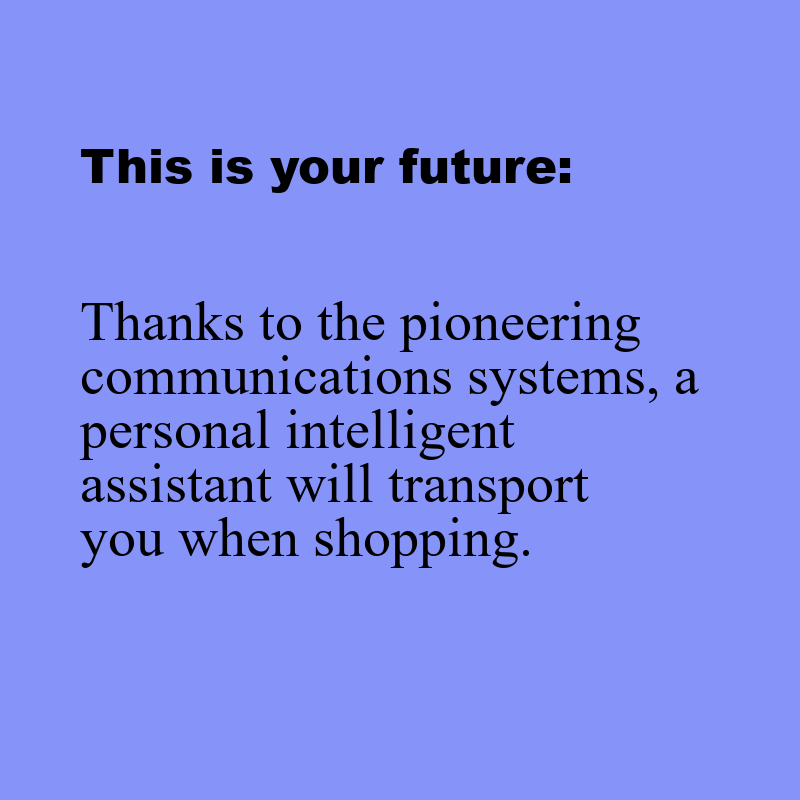 This is your future:
Thanks to the pioneering
communications systems, a
personal intelligent
assistant will transport
you when shopping.